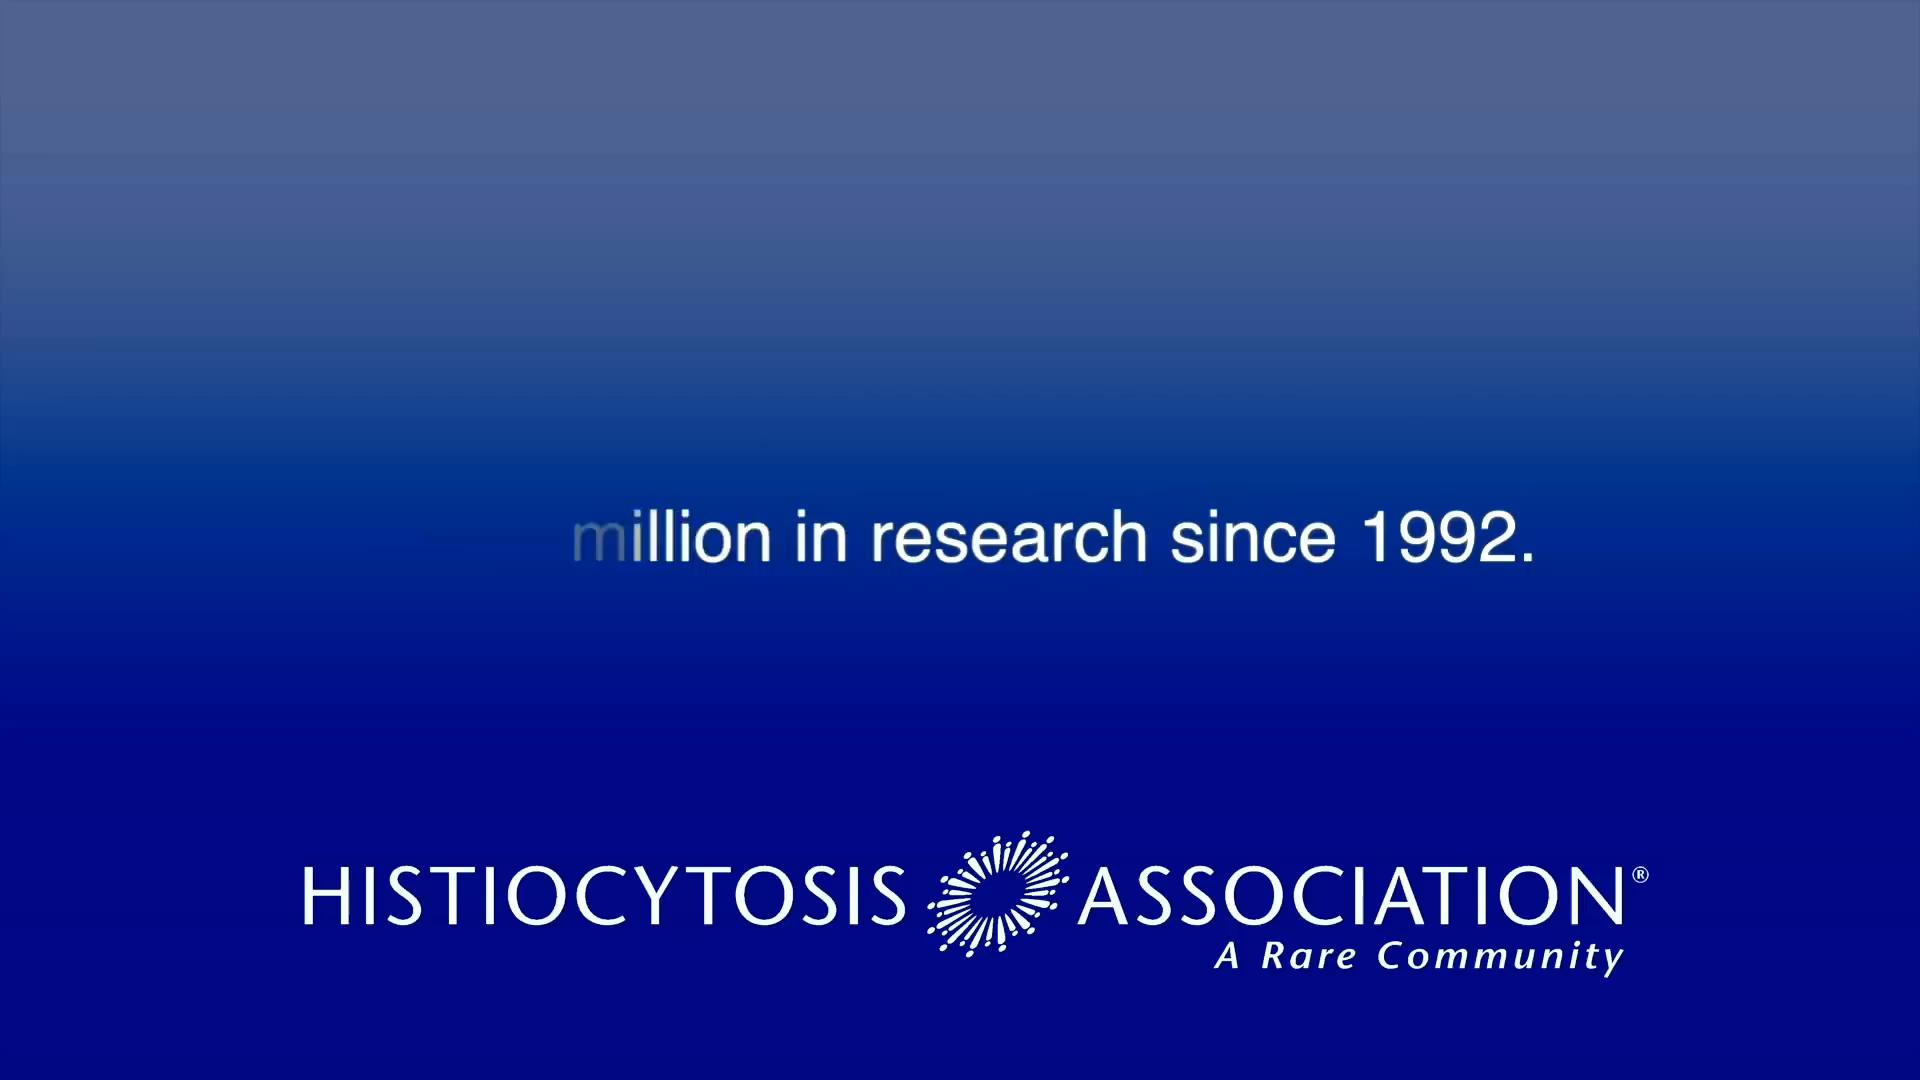 million in research since 1992.
HISTIOCYTOSIS ASSOCIATION®
A Rare Community